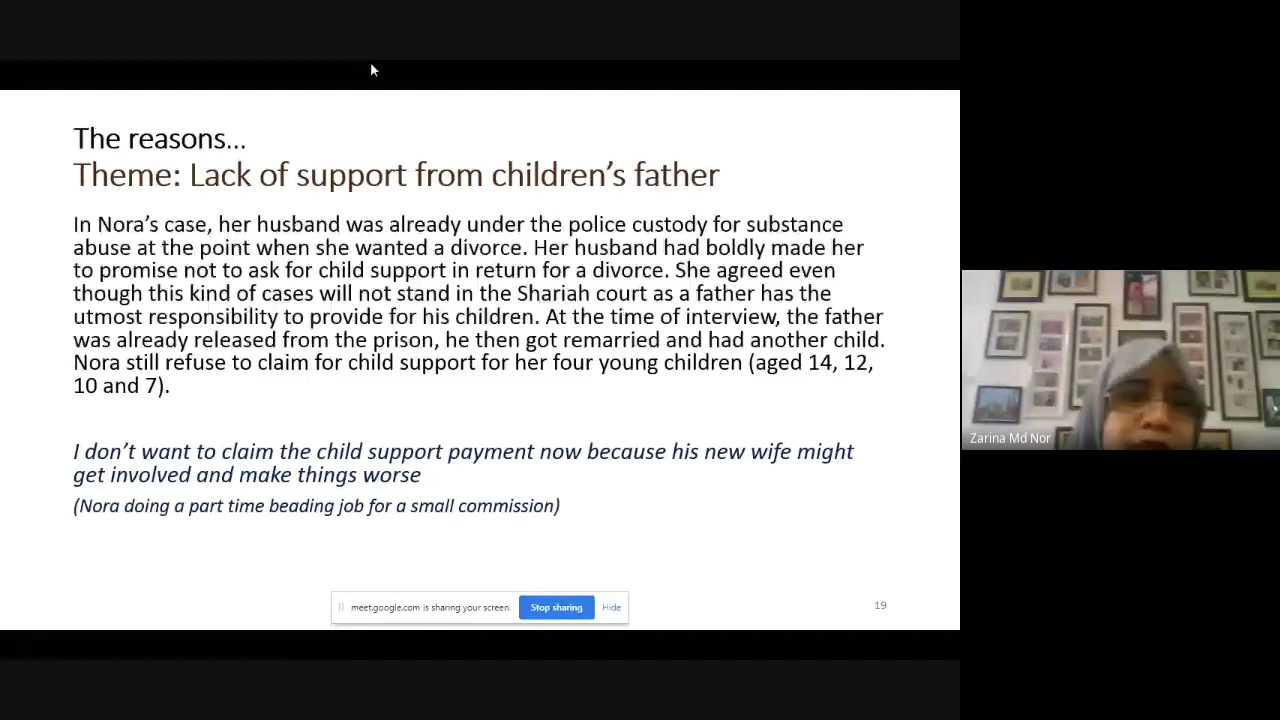 The reasons...
Theme: Lack of support from children's father
In Nora's case, her husband was already under the police custody for substance
abuse at the point when she wanted a divorce. Her husband had boldly made her
to promise not to ask for child support in return for a divorce. She agreed even
though this kind of cases will not stand in the Shariah court as a father has the
utmost responsibility to provide for his children. At the time of interview, the father
was already released from the prison, he then got remarried and had another child.
Nora still refuse to claim for child support for her four young children (aged 14, 12,
10 and 7).
I don't want to claim the child support payment now because his new wife might
get involved and make things worse
(Nora doing a part time beading job for a small commission)
meet.google.com is sharing your screen.
Stop sharing
Hide
19
Zarina Md Nor